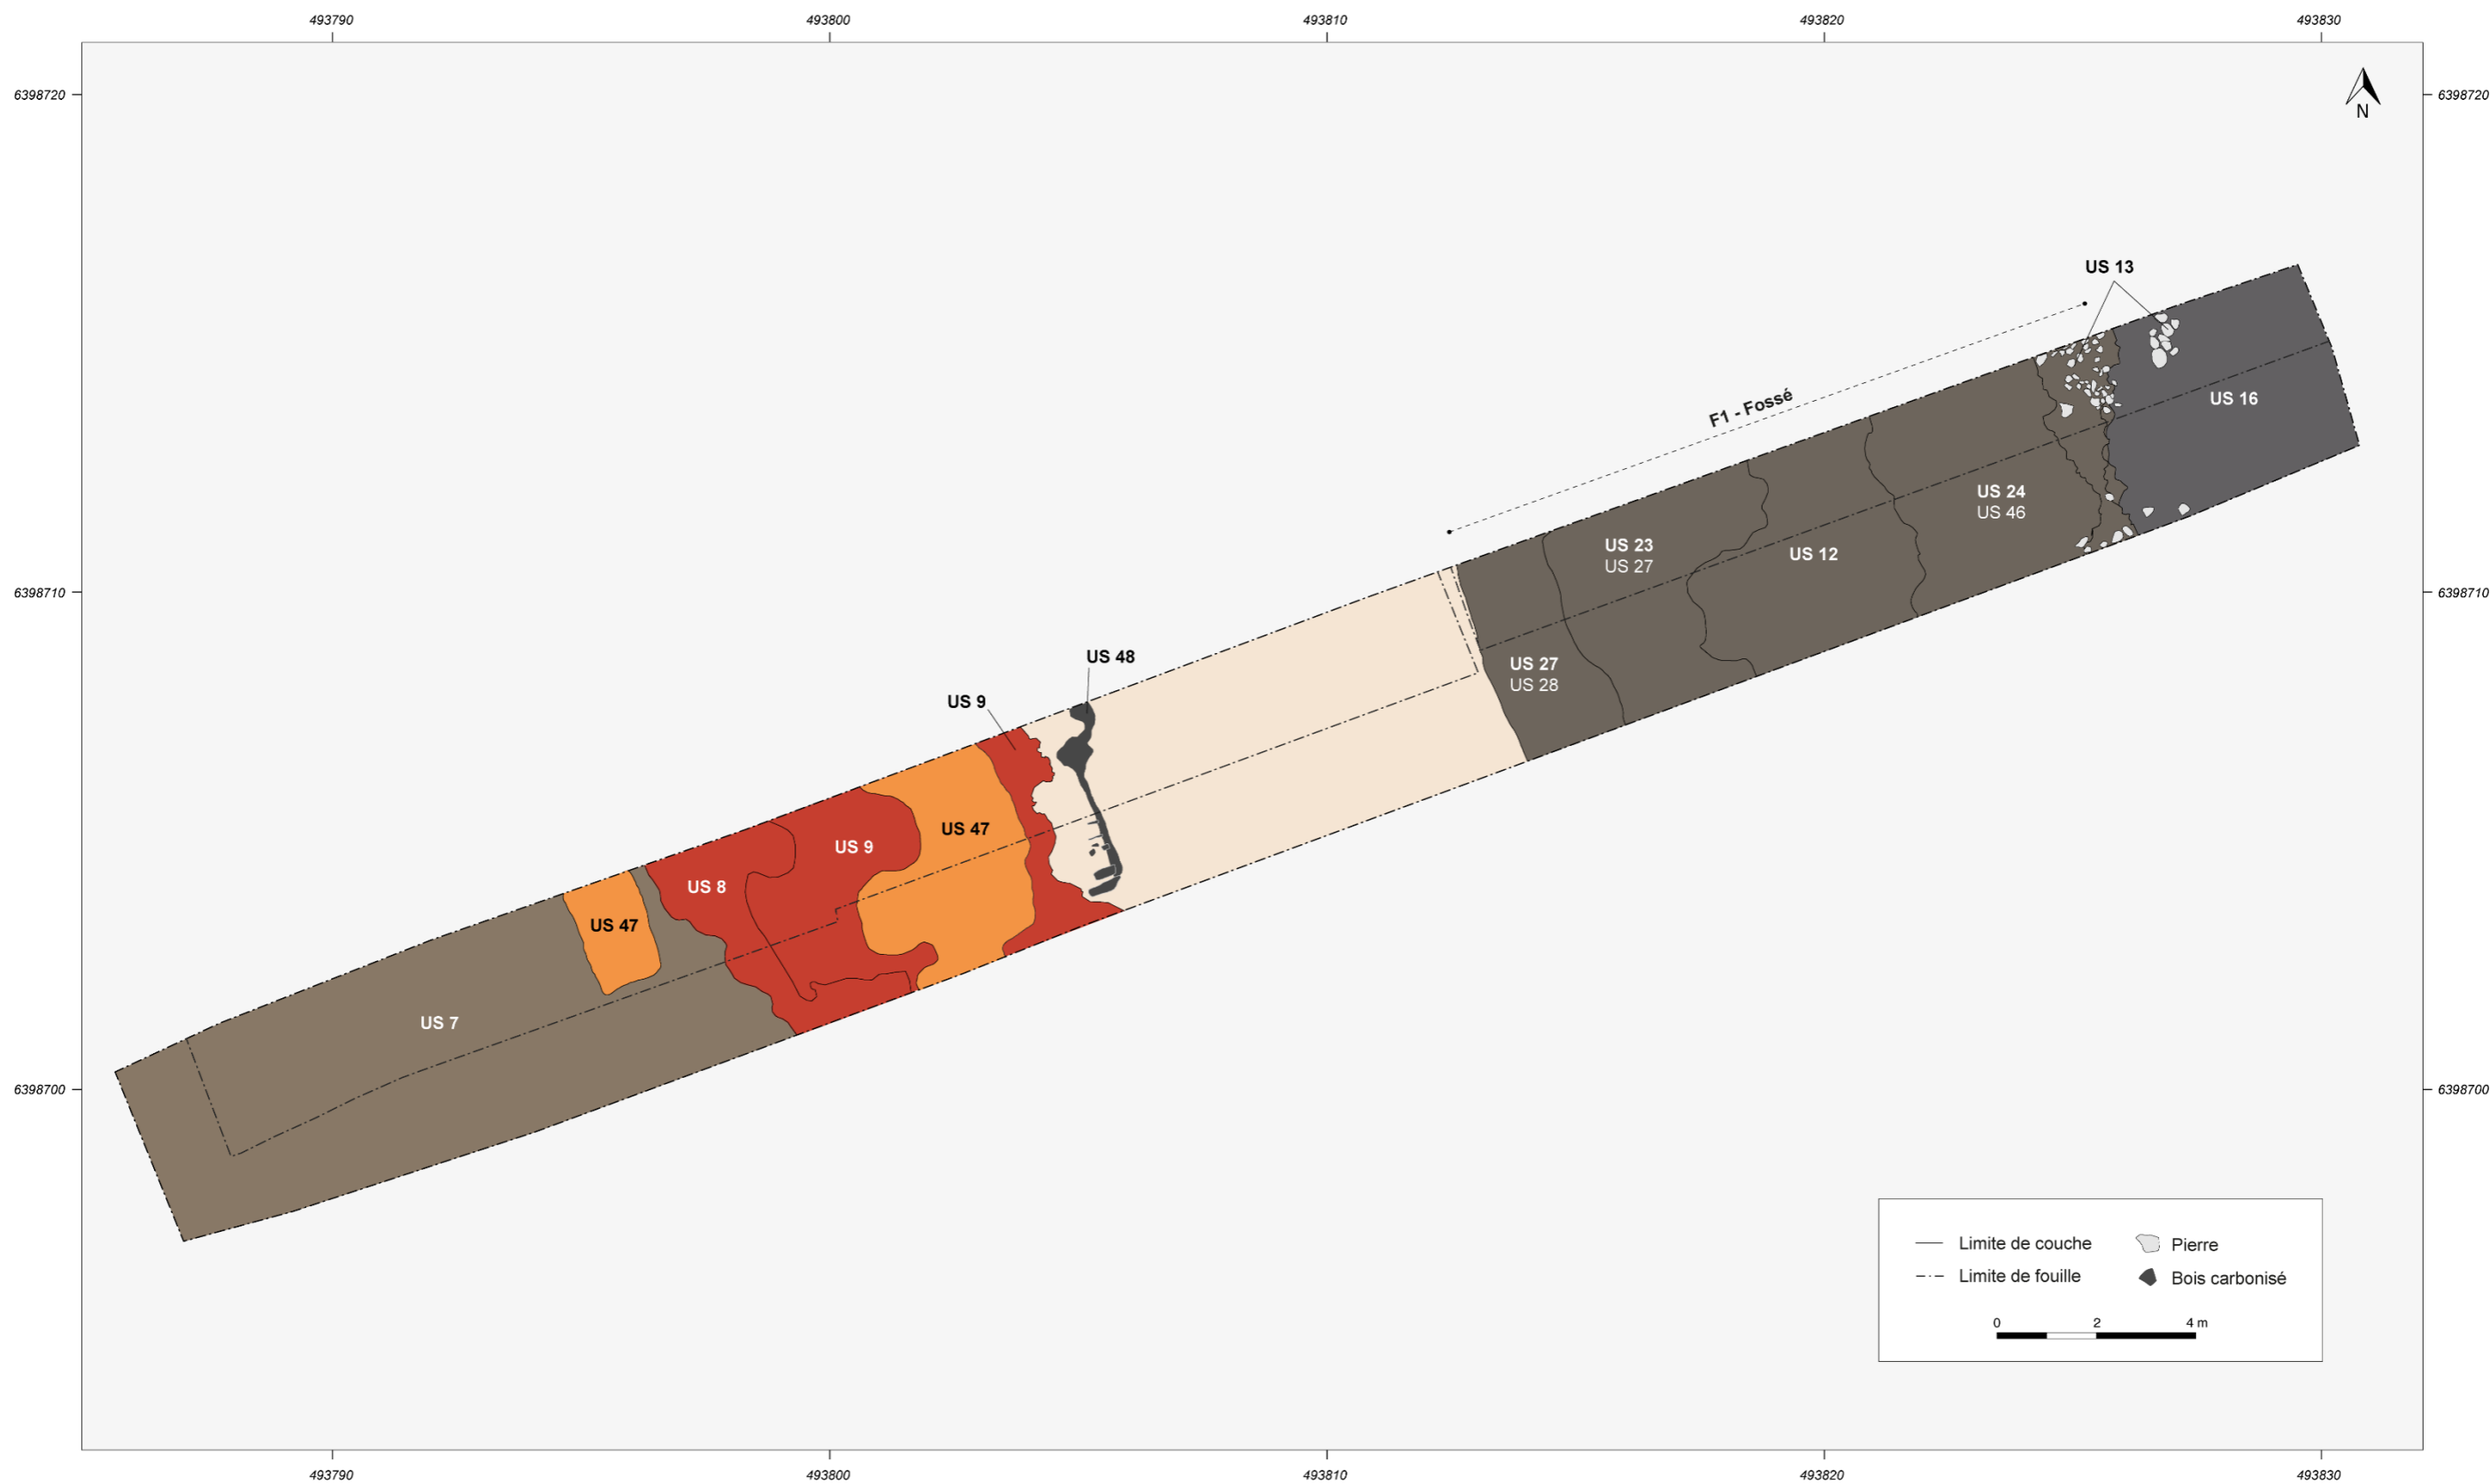 493790
493800
493810
493820
493830
6398720
6398720
N
US 13
F1 - Fossé
US 16
US 24
US 46
US 23
US 27
US 12
6398710
6398710
US 48
US 27
US 28
US 9
US 47
US 9
US 8
US 47
US 7
6398700
6398700
Limite de couche
Pierre
Limite de fouille
Bois carbonisé
0 2 4 m
493790
493800
493810
493820
493830